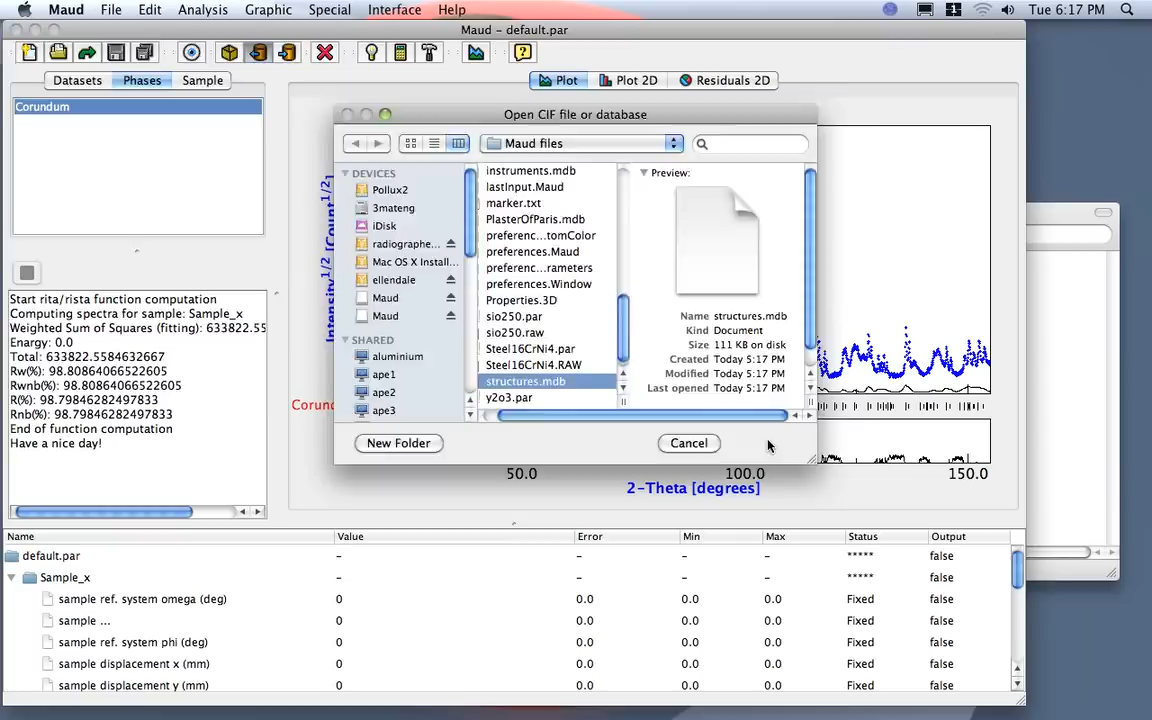 Maud File Edit Analysis Graphic Special Interface Help 1 Tue 6:17 PM
Maud – default.par
Datasets Phases Sample
Plot Plot 2D Residuals 2D
Corundum
Open CIF file or database
Maud files
DEVICES
Pollux2
3mateng
iDisk
radiographe...
Mac OS X Install...
ellendale
Maud
Maud
SHARED
aluminium
ape1
ape2
ape3
instruments.mdb
lastInput.Maud
marker.txt
PlasterOfParis.mdb
preferenc...tomColor
preferences.Maud
preferenc...rameters
preferences.Window
Properties.3D
sio250.par
sio250.raw
Steel16CrNi4.par
Steel16CrNi4.RAW
structures.mdb
y2o3.par
Preview:
Name structures.mdb
Kind Document
Size 111 KB on disk
Created Today 5:17 PM
Modified Today 5:17 PM
Last opened Today 5:17 PM
New Folder Cancel
Start rita/rista function computation
Computing spectra for sample: Sample_x
Weighted Sum of Squares (fitting): 633822.55
Energy: 0.0
Total: 633822.5584632667
Rw(%): 98.80864065522605
Rwnb(%): 98.80864065522605
R(%): 98.79846282497833
Rnb(%): 98.79846282497833
End of function computation
Have a nice day!
Intensity^1/2 [Count^1/2]
Corund
50.0 100.0 150.0
2-Theta [degrees]
Name Value Error Min Max Status Output
default.par – – – – ***** false
Sample_x – – – – ***** false
sample ref. system omega (deg) 0 0.0 0.0 0.0 Fixed false
sample ... 0 0.0 0.0 0.0 Fixed false
sample ref. system phi (deg) 0 0.0 0.0 0.0 Fixed false
sample displacement x (mm) 0 0.0 0.0 0.0 Fixed false
sample displacement y (mm) 0 0.0 0.0 0.0 Fixed false